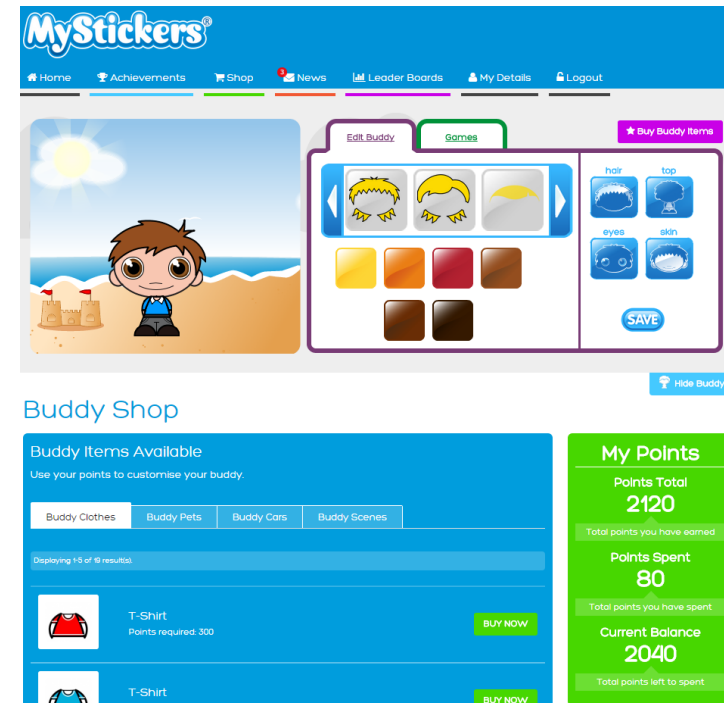 MyStickers®
Home Achievements Shop 3 News Leader Boards My Details Logout
Edit Buddy Games Buy Buddy Items
hair top
eyes skin
SAVE
Hide Buddy
Buddy Shop
Buddy Items Available
Use your points to customise your buddy.
Buddy Clothes Buddy Pets Buddy Cars Buddy Scenes
Displaying 1-5 of 19 result(s).
T-Shirt
Points required: 300
BUY NOW
T-Shirt
BUY NOW
My Points
Points Total
2120
Total points you have earned
Points Spent
80
Total points you have spent
Current Balance
2040
Total points left to spent